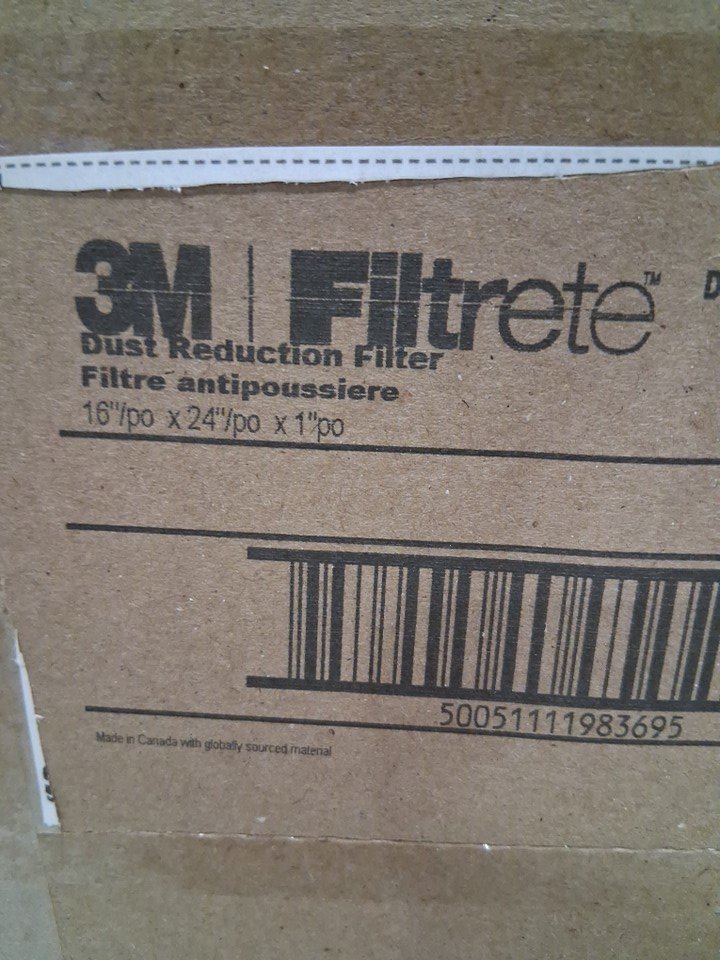 3M | Filtrete™
Dust Reduction Filter
Filtre antipoussiere
16"/po x 24"/po x 1"po
50051111983695
Made in Canada with globally sourced material